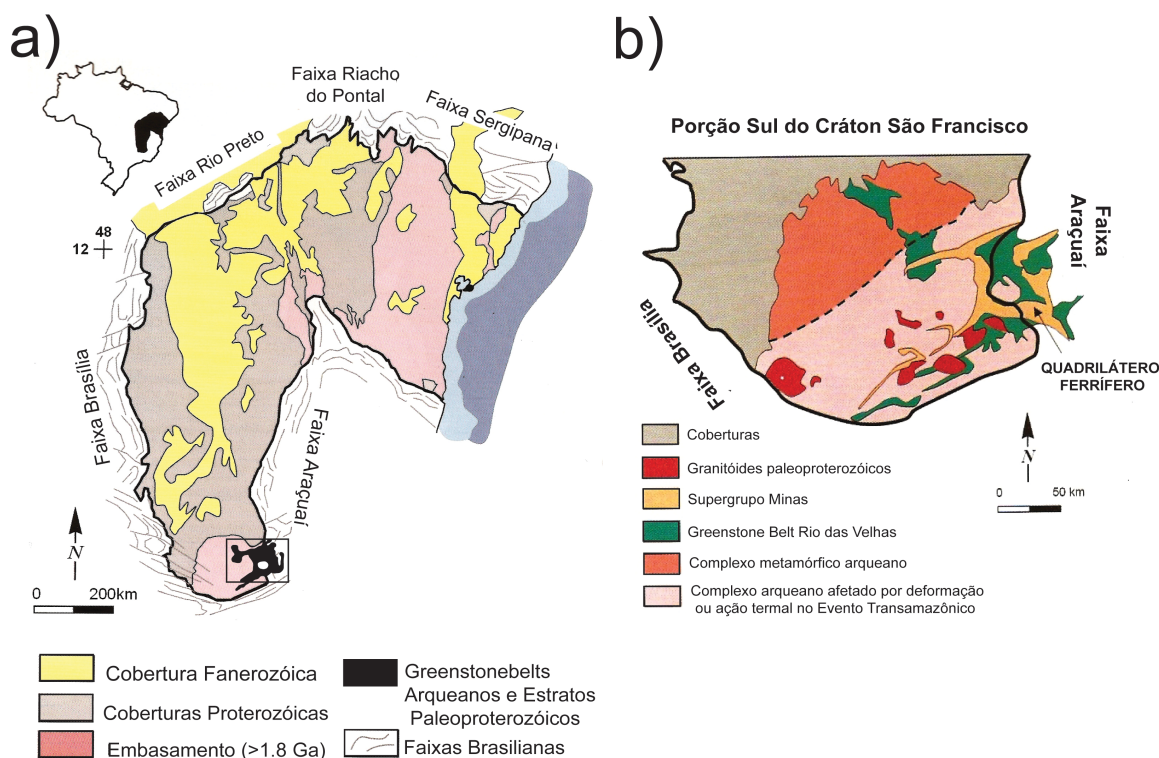 a)
Faixa Riacho
do Pontal
Faixa Sergipana
Faixa Rio Preto
48
12
Faixa Brasília
Faixa Araçuaí
N
0 200km
Cobertura Fanerozóica
Coberturas Proterozóicas
Embasamento (>1.8 Ga)
Greenstonebelts
Arqueanos e Estratos
Paleoproterozóicos
Faixas Brasilianas
b)
Porção Sul do Cráton São Francisco
Faixa
Araçuaí
Faixa Brasília
QUADRILÁTERO
FERRÍFERO
Coberturas
Granitóides paleoproterozóicos
Supergrupo Minas
Greenstone Belt Rio das Velhas
Complexo metamórfico arqueano
Complexo arqueano afetado por deformação
ou ação termal no Evento Transamazônico
N
0 50 km